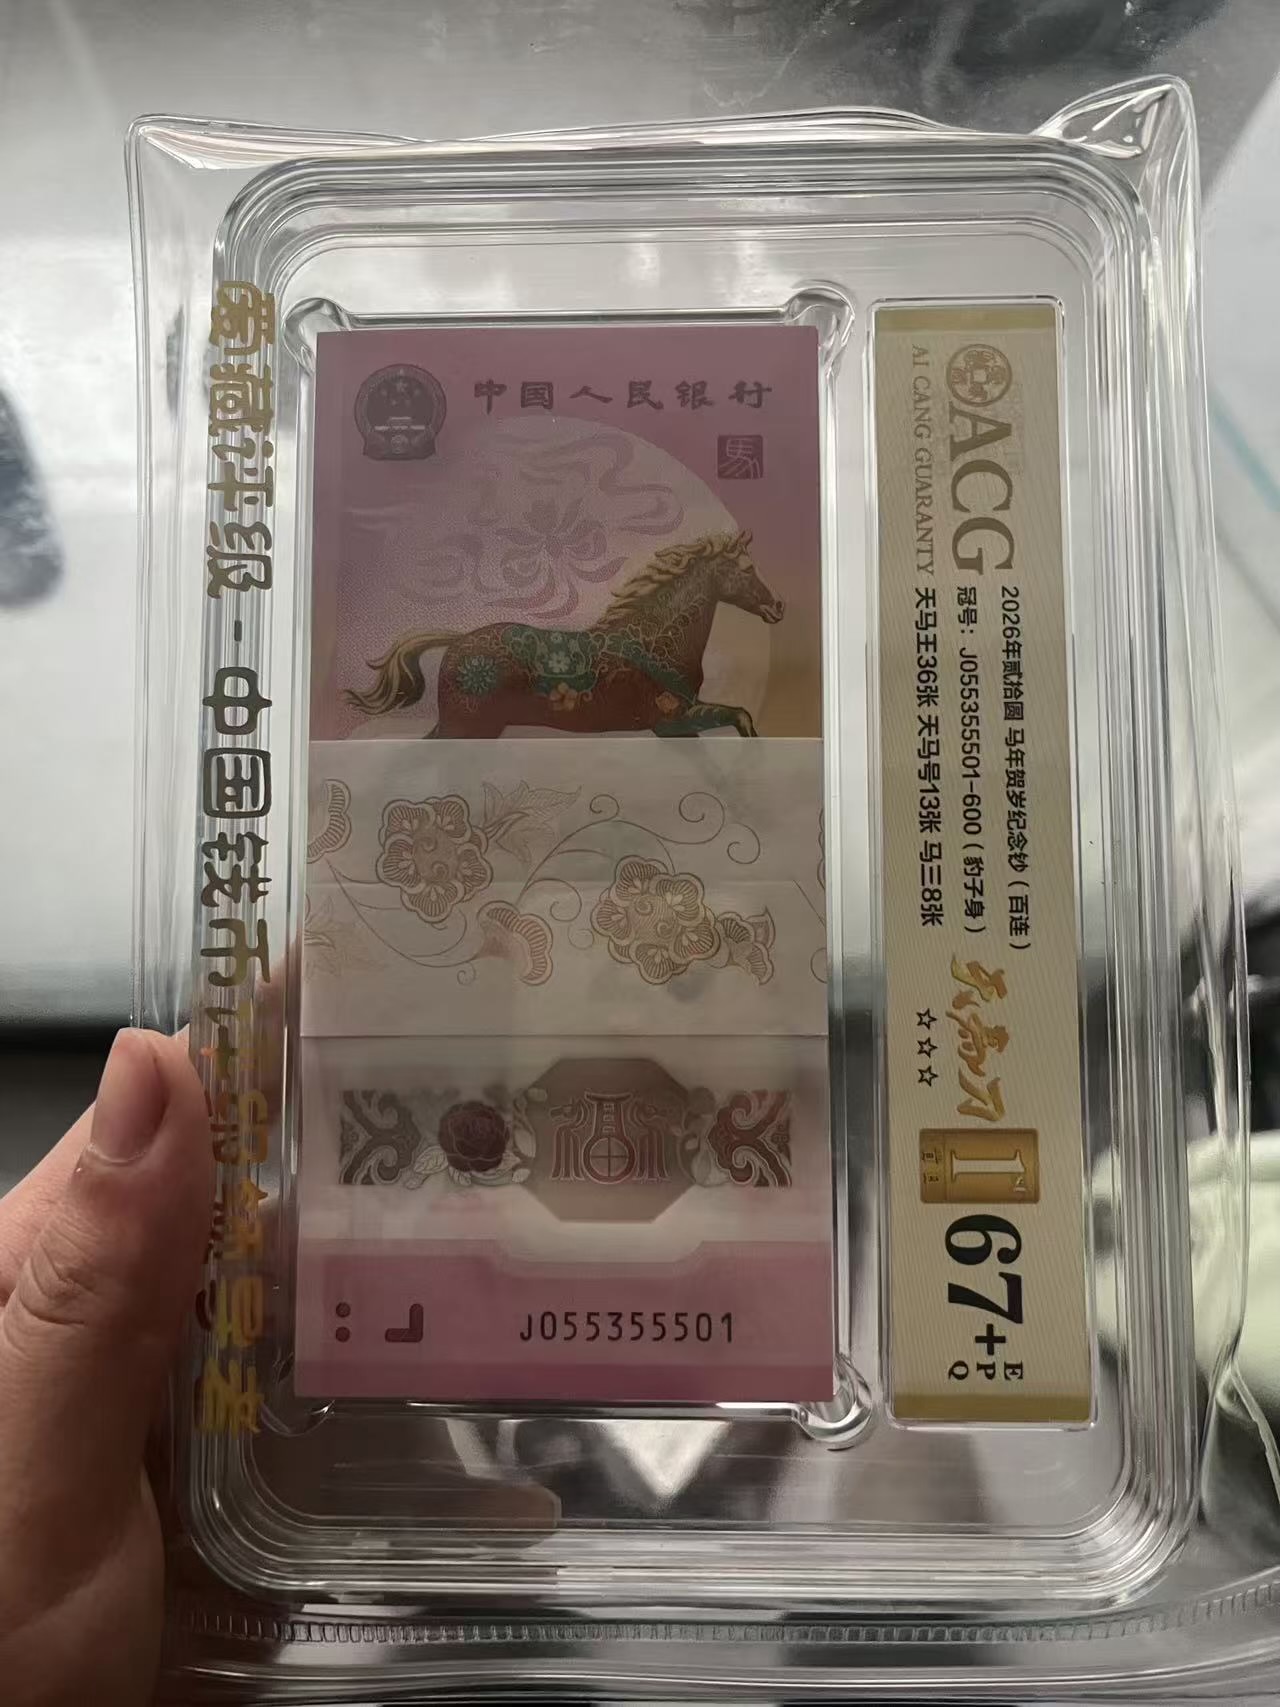 中国人民银行
馬
J055355501
ACG
AI CANG GUARANTY
2026年贰拾圆 马年贺岁纪念钞（百连）
冠号：J055355501-600（豹子身）
天马王36张 天马号13张 马三8张
☆☆☆
67+
E
P
Q
藏评级-中国钱币